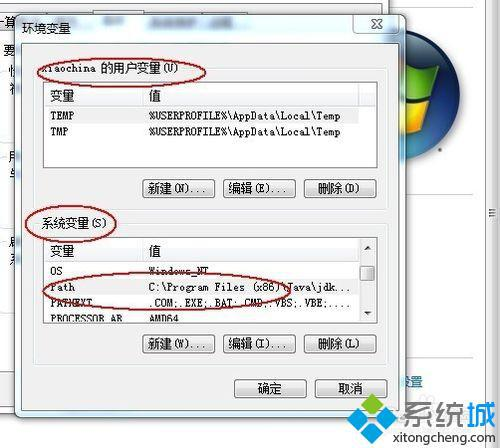 环境变量
xiaochina 的用户变量(U)
变量 值
TEMP %USERPROFILE%\AppData\Local\Temp
TMP %USERPROFILE%\AppData\Local\Temp
新建(N)... 编辑(E)... 删除(D)
系统变量(S)
变量 值
OS Windows_NT
Path C:\Program Files (x86)\Java\jdk...
PATHEXT .COM;.EXE;.BAT;.CMD;.VBS;.VBE;....
PROCESSOR_AR AMD64
新建(W)... 编辑(I)... 删除(L)
确定 取消
设置
系统城
xitongcheng.com